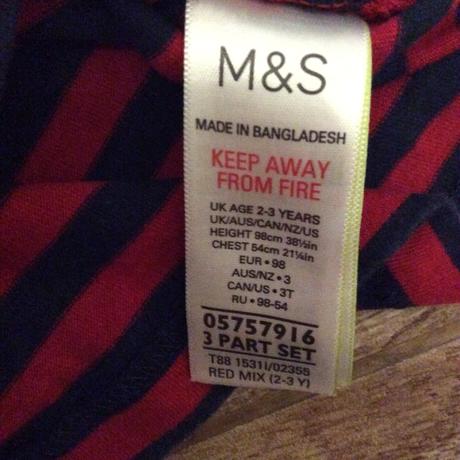 M&S
MADE IN BANGLADESH
KEEP AWAY
FROM FIRE
UK AGE 2-3 YEARS
UK/AUS/CAN/NZ/US
HEIGHT 98cm 38½in
CHEST 54cm 21¼in
EUR • 98
AUS/NZ • 3
CAN/US • 3T
RU • 98-54
05757916
3 PART SET
T88 1531I/02355
RED MIX (2-3 Y)